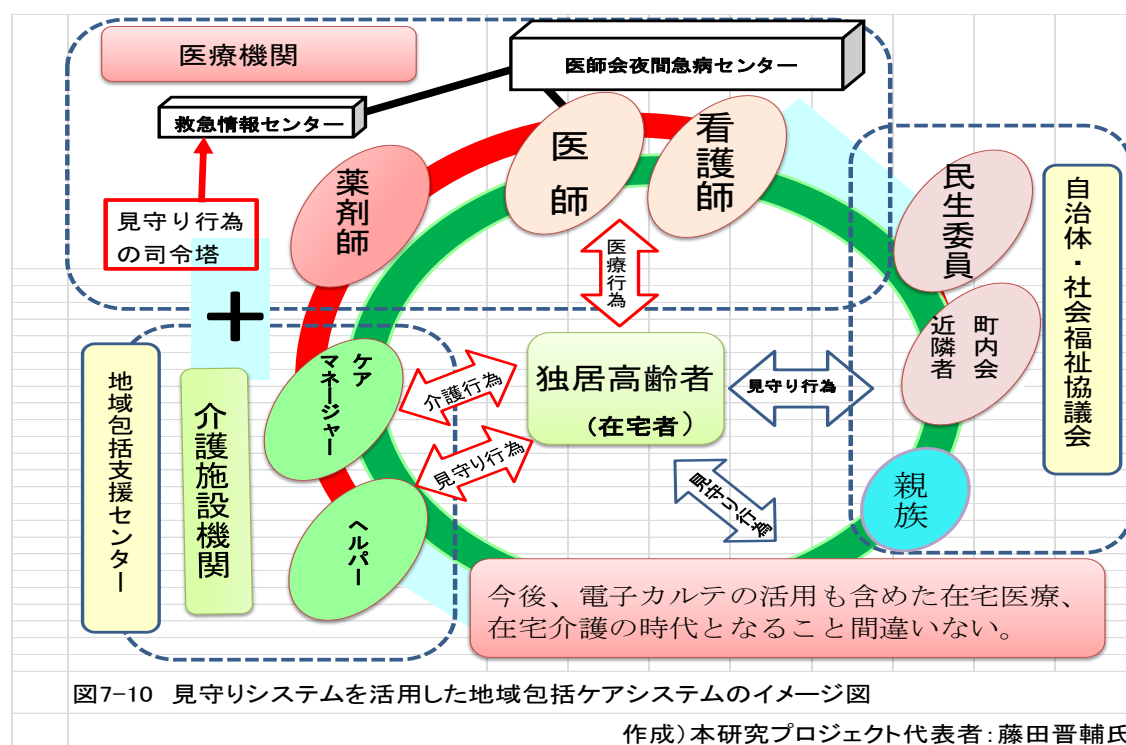 医療機関
医師会夜間急病センター
救急情報センター
見守り行為
の司令塔
薬剤師
医師
看護師
民生委員
町内会
近隣者
親族
自治体・社会福祉協議会
医療行為
独居高齢者
(在宅者)
見守り行為
見守り行為
介護行為
見守り行為
ケア
マネージャー
ヘルパー
介護施設機関
地域包括支援センター
今後、電子カルテの活用も含めた在宅医療、
在宅介護の時代となること間違いない。
図7-10 見守りシステムを活用した地域包括ケアシステムのイメージ図
作成)本研究プロジェクト代表者:藤田晋輔氏